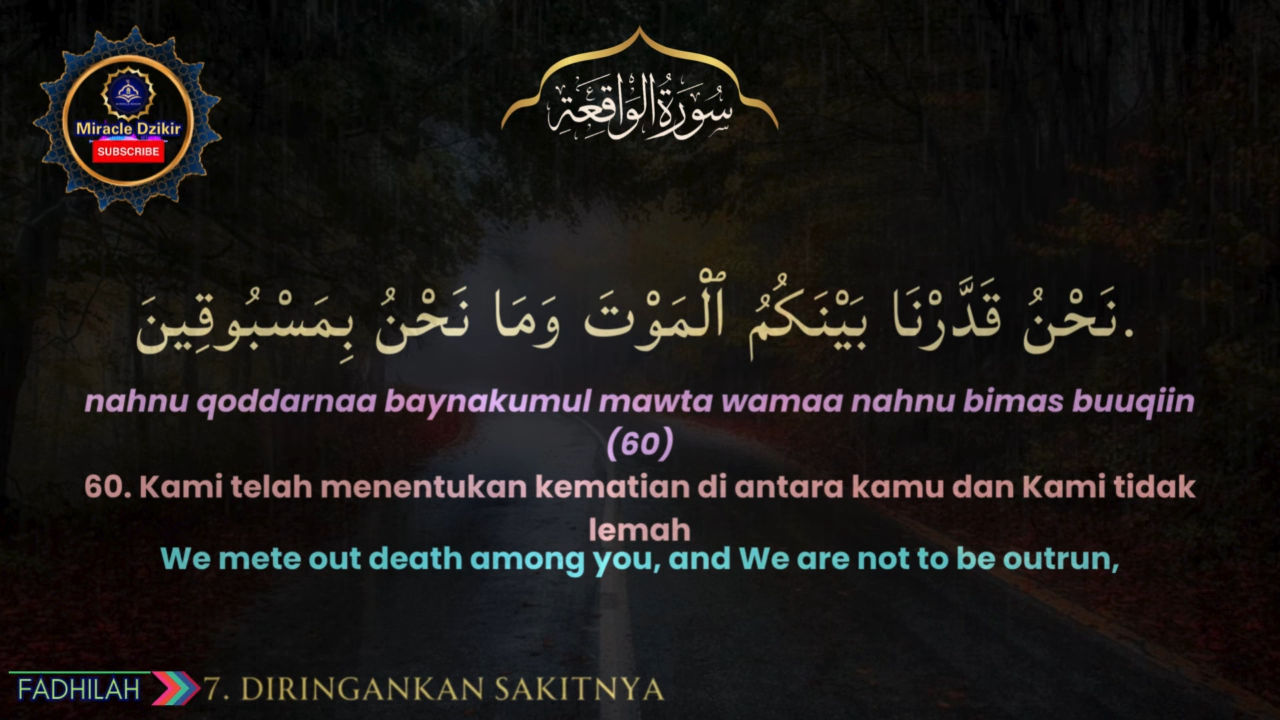 Miracle Dzikir
SUBSCRIBE
سُورَةُ الْوَاقِعَةِ
نَحْنُ قَدَّرْنَا بَيْنَكُمُ ٱلْمَوْتَ وَمَا نَحْنُ بِمَسْبُوقِينَ.
nahnu qoddarnaa baynakumul mawta wamaa nahnu bimas buuqiin
(60)
60. Kami telah menentukan kematian di antara kamu dan Kami tidak
lemah
We mete out death among you, and We are not to be outrun,
FADHILAH
7. DIRINGANKAN SAKITNYA